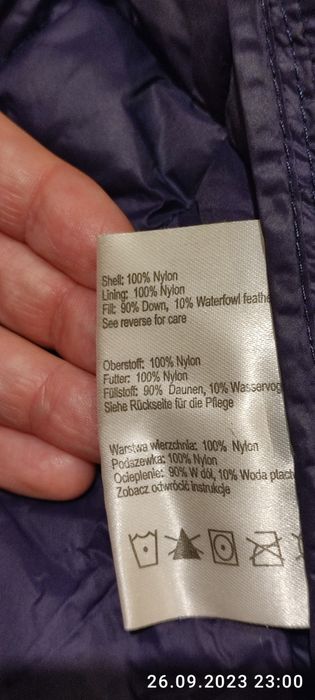 Shell: 100% Nylon
Lining: 100% Nylon
Fill: 90% Down, 10% Waterfowl feathe
See reverse for care
Oberstoff: 100% Nylon
Futter: 100% Nylon
Füllstoff: 90% Daunen, 10% Wasservog
Siehe Rückseite für die Pflege
Warstwa wierzchnia: 100% Nylon
Podszewka: 100% Nylon
Ocieplenie: 90% W dół, 10% Woda ptact
Zobacz odwrócić instrukcje
26.09.2023 23:00